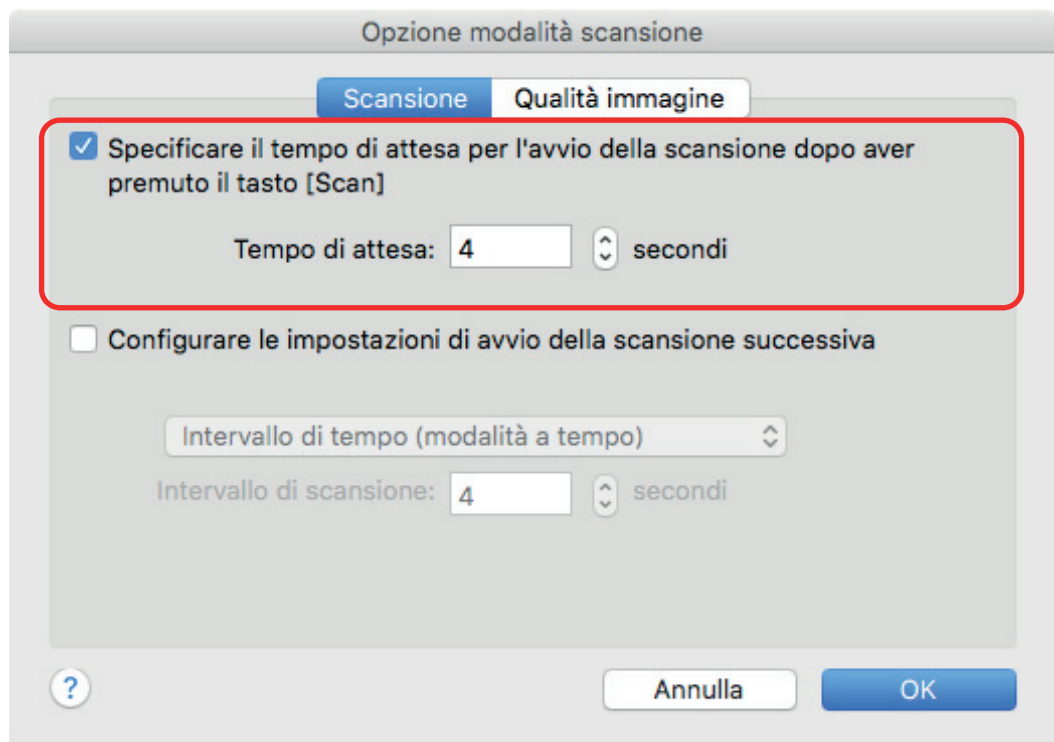 Opzione modalità scansione
Scansione
Qualità immagine
Specificare il tempo di attesa per l'avvio della scansione dopo aver
premuto il tasto [Scan]
Tempo di attesa: 4 secondi
Configurare le impostazioni di avvio della scansione successiva
Intervallo di tempo (modalità a tempo)
Intervallo di scansione: 4 secondi
?
Annulla
OK